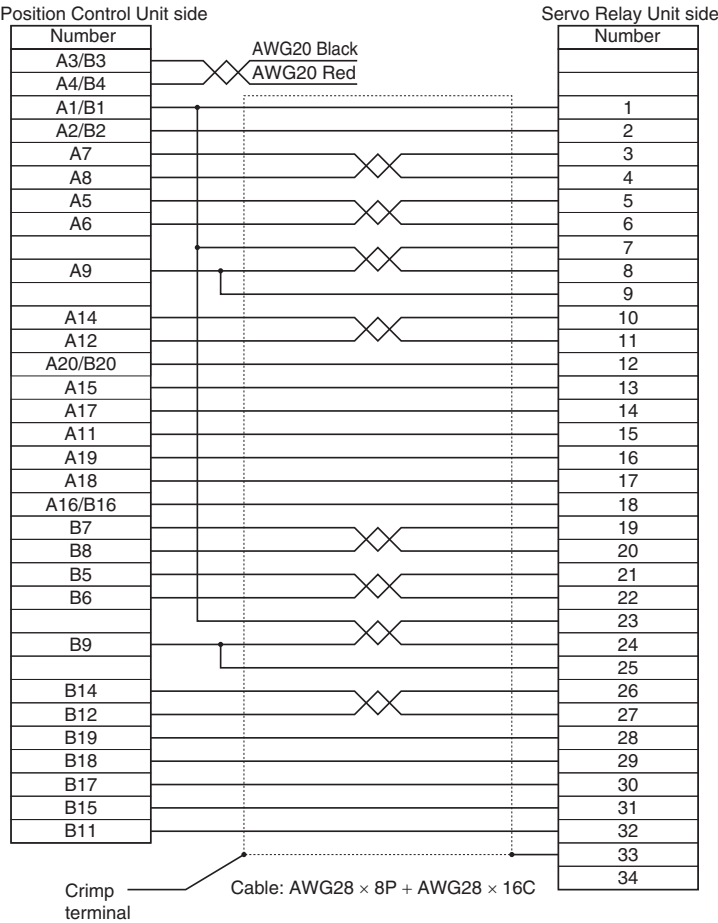 Position Control Unit side Servo Relay Unit side
Number Number
A3/B3 AWG20 Black
A4/B4 AWG20 Red
A1/B1 1
A2/B2 2
A7 3
A8 4
A5 5
A6 6
7
A9 8
9
A14 10
A12 11
A20/B20 12
A15 13
A17 14
A11 15
A19 16
A18 17
A16/B16 18
B7 19
B8 20
B5 21
B6 22
23
B9 24
25
B14 26
B12 27
B19 28
B18 29
B17 30
B15 31
B11 32
33
34
Crimp terminal
Cable: AWG28 × 8P + AWG28 × 16C